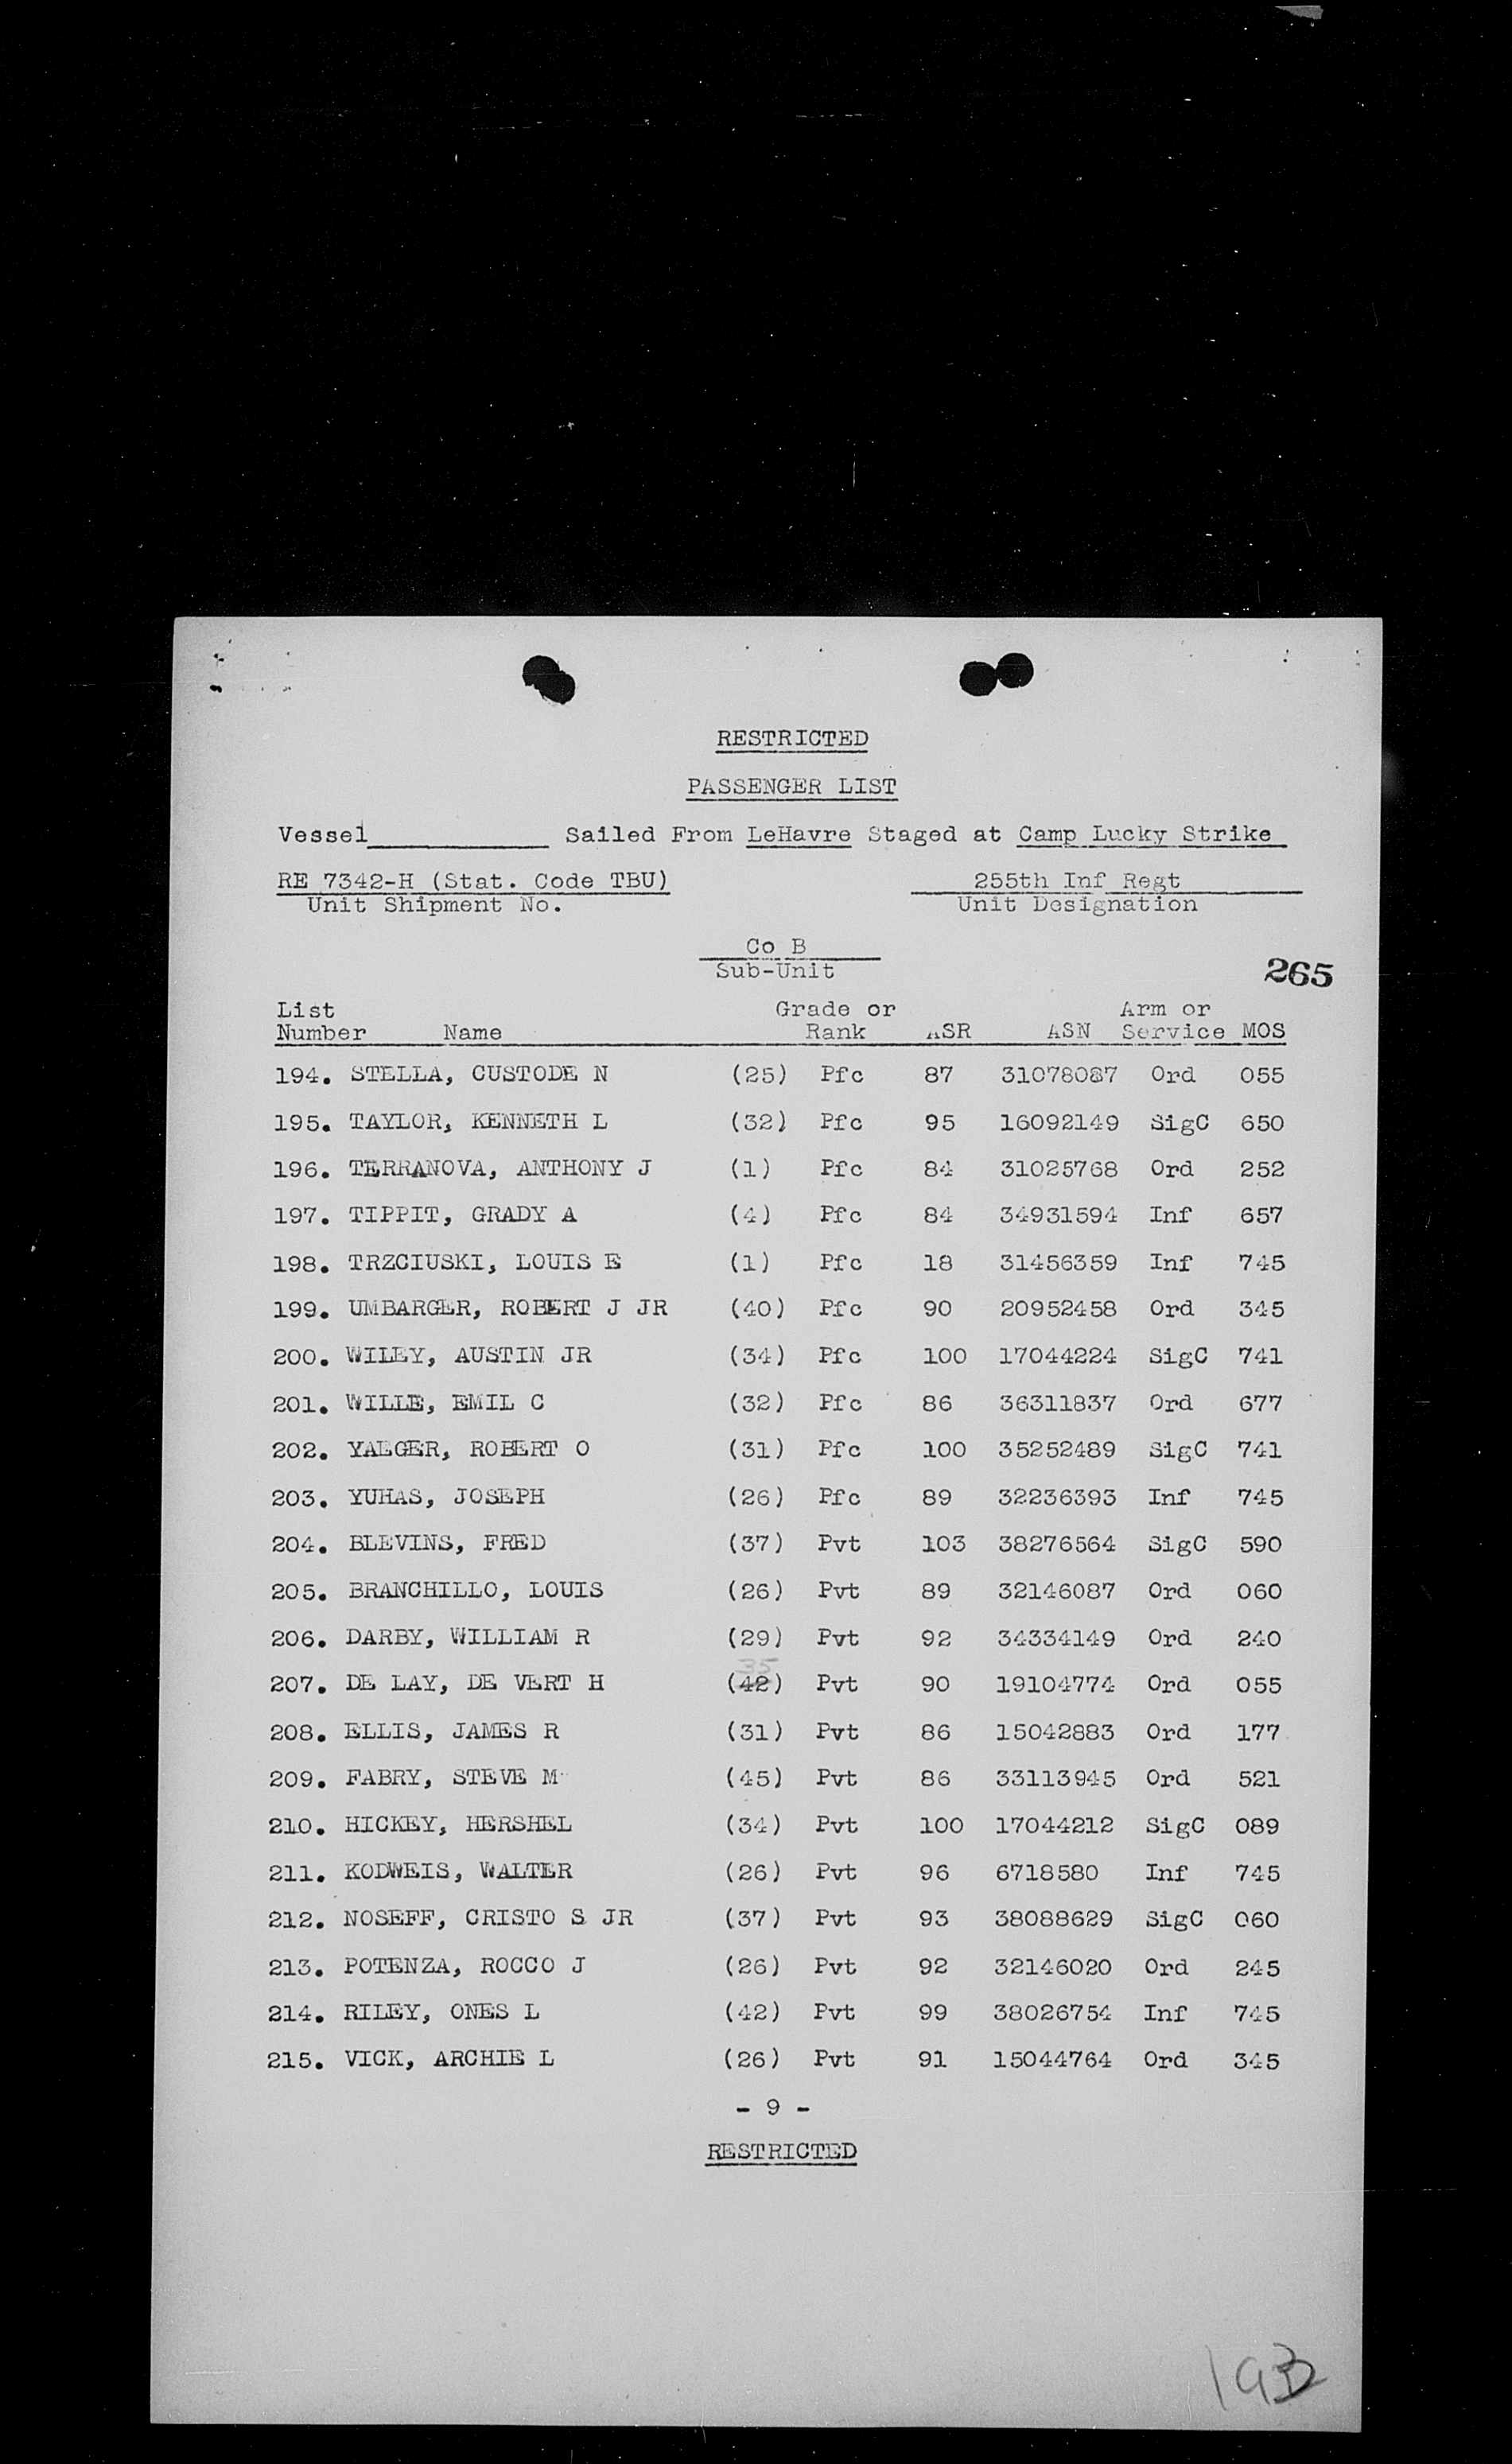 RESTRICTED
PASSENGER LIST
Vessel____________ Sailed From LeHavre Staged at Camp Lucky Strike
RE 7342-H (Stat. Code TBU) 255th Inf Regt
Unit Shipment No. Unit Designation
Co B
Sub-Unit
265
List Grade or Arm or
Number Name Rank ASR ASN Service MOS
194. STELLA, CUSTODE N (25) Pfc 87 31078087 Ord 055
195. TAYLOR, KENNETH L (32) Pfc 95 16092149 SigC 650
196. TERRANOVA, ANTHONY J (1) Pfc 84 31025768 Ord 252
197. TIPPIT, GRADY A (4) Pfc 84 34931594 Inf 657
198. TRZCIUSKI, LOUIS E (1) Pfc 18 31456359 Inf 745
199. UMBARGER, ROBERT J JR (40) Pfc 90 20952458 Ord 345
200. WILEY, AUSTIN JR (34) Pfc 100 17044224 SigC 741
201. WILLE, EMIL C (32) Pfc 86 36311837 Ord 677
202. YAEGER, ROBERT O (31) Pfc 100 35252489 SigC 741
203. YUHAS, JOSEPH (26) Pfc 89 32236393 Inf 745
204. BLEVINS, FRED (37) Pvt 103 38276564 SigC 590
205. BRANCHILLO, LOUIS (26) Pvt 89 32146087 Ord 060
206. DARBY, WILLIAM R (29) Pvt 92 34334149 Ord 240
35
207. DE LAY, DE VERT H (42) Pvt 90 19104774 Ord 055
208. ELLIS, JAMES R (31) Pvt 86 15042883 Ord 177
209. FABRY, STEVE M (45) Pvt 86 33113945 Ord 521
210. HICKEY, HERSHEL (34) Pvt 100 17044212 SigC 089
211. KODWEIS, WALTER (26) Pvt 96 6718580 Inf 745
212. NOSEFF, CRISTO S JR (37) Pvt 93 38088629 SigC 060
213. POTENZA, ROCCO J (26) Pvt 92 32146020 Ord 245
214. RILEY, ONES L (42) Pvt 99 38026754 Inf 745
215. VICK, ARCHIE L (26) Pvt 91 15044764 Ord 345
- 9 -
RESTRICTED